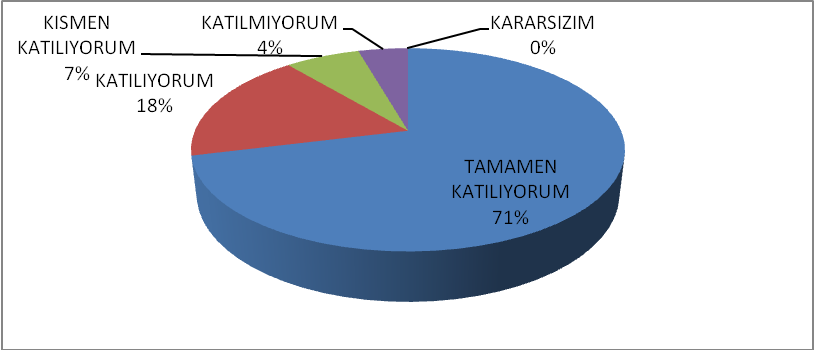 KISMEN
KATILIYORUM
7%
KATILIYORUM
18%
KATILMIYORUM
4%
KARARSIZIM
0%
TAMAMEN
KATILIYORUM
71%